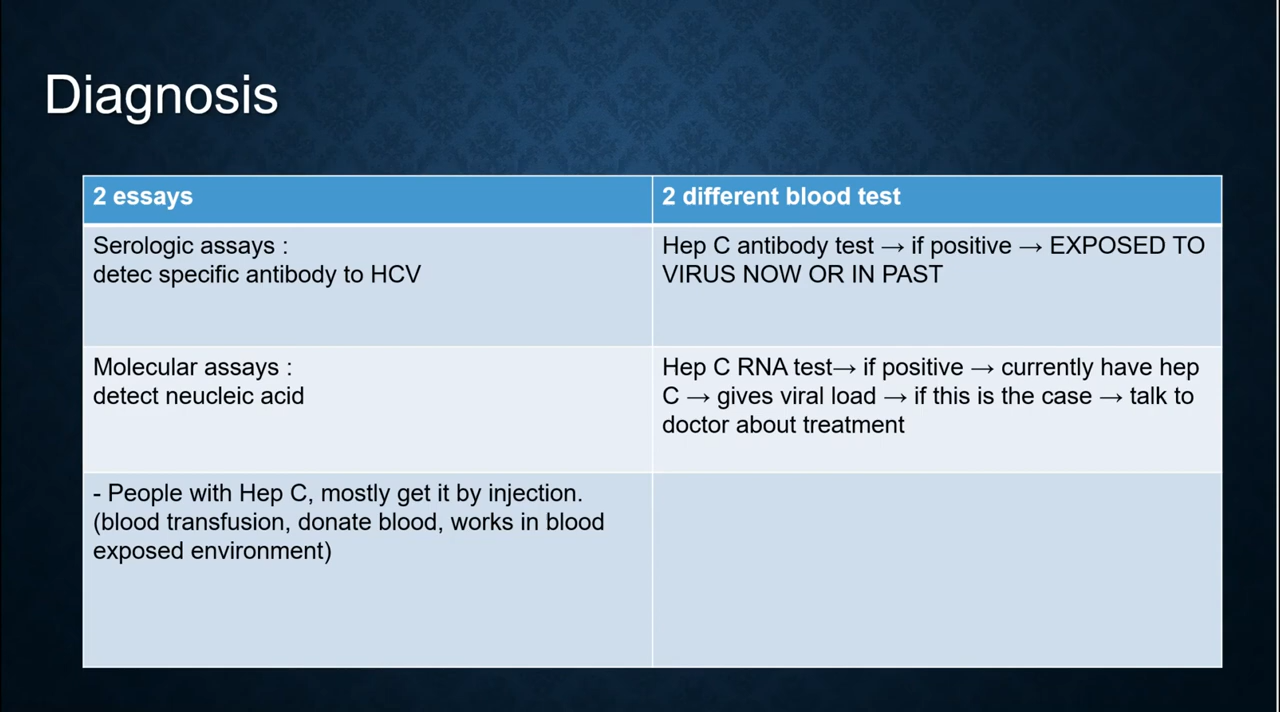 Diagnosis
2 essays
2 different blood test
Serologic assays :
detec specific antibody to HCV
Hep C antibody test → if positive → EXPOSED TO
VIRUS NOW OR IN PAST
Molecular assays :
detect neucleic acid
Hep C RNA test→ if positive → currently have hep
C → gives viral load → if this is the case → talk to
doctor about treatment
- People with Hep C, mostly get it by injection.
(blood transfusion, donate blood, works in blood
exposed environment)